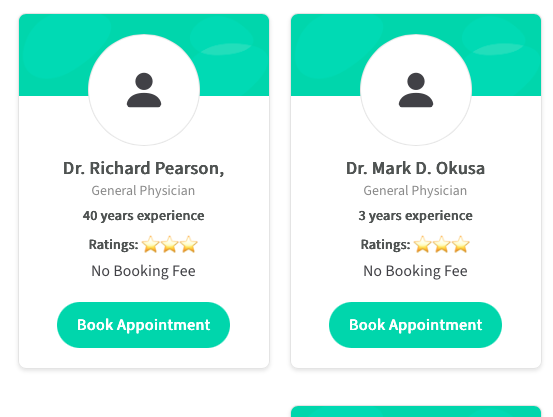 Dr. Richard Pearson,
General Physician
40 years experience
Ratings: ⭐⭐⭐
No Booking Fee
Book Appointment
Dr. Mark D. Okusa
General Physician
3 years experience
Ratings: ⭐⭐⭐
No Booking Fee
Book Appointment